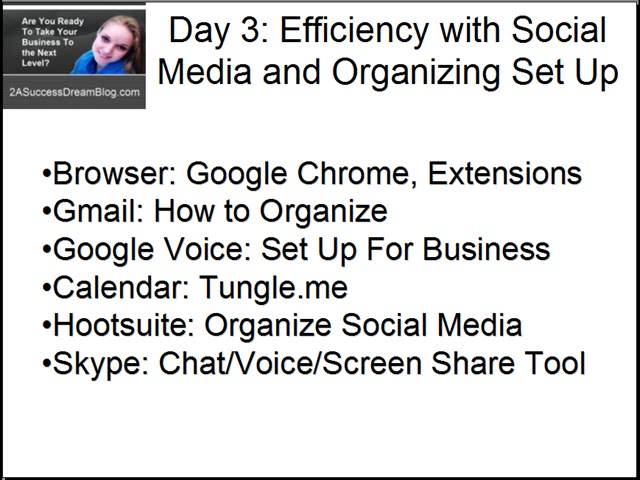 Are You Ready
To Take Your
Business To
the Next
Level?
2ASuccessDreamBlog.com
Day 3: Efficiency with Social
Media and Organizing Set Up
•Browser: Google Chrome, Extensions
•Gmail: How to Organize
•Google Voice: Set Up For Business
•Calendar: Tungle.me
•Hootsuite: Organize Social Media
•Skype: Chat/Voice/Screen Share Tool